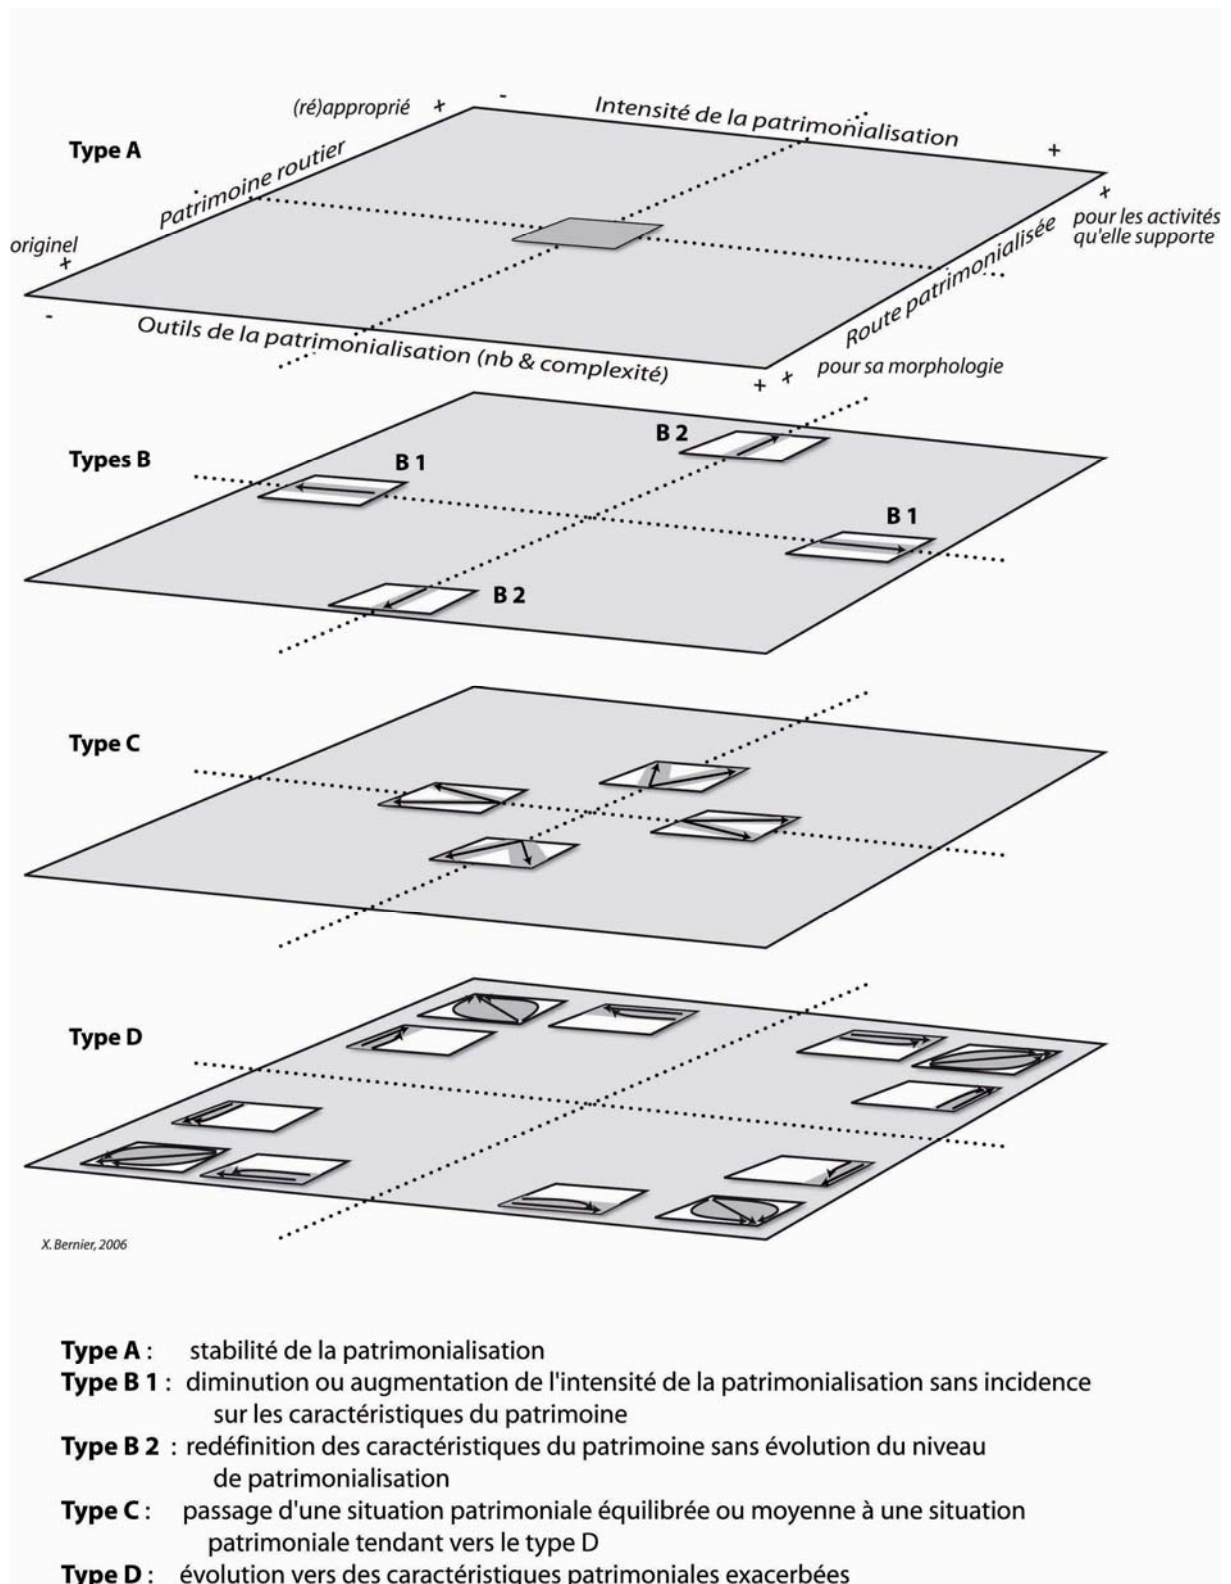 (ré)approprié +
-
Intensité de la patrimonialisation
+
Type A
Patrimoine routier
originel
+
-
Outils de la patrimonialisation (nb & complexité)
+
+
pour sa morphologie
Route patrimonialisée
+
pour les activités
qu'elle supporte
Types B
B 1
B 2
B 1
B 2
Type C
Type D
X. Bernier, 2006
Type A : stabilité de la patrimonialisation
Type B 1 : diminution ou augmentation de l'intensité de la patrimonialisation sans incidence
sur les caractéristiques du patrimoine
Type B 2 : redéfinition des caractéristiques du patrimoine sans évolution du niveau
de patrimonialisation
Type C : passage d'une situation patrimoniale équilibrée ou moyenne à une situation
patrimoniale tendant vers le type D
Type D : évolution vers des caractéristiques patrimoniales exacerbées